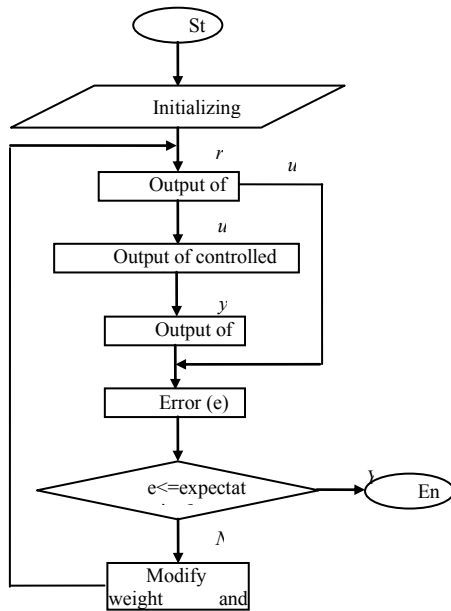 St
Initializing
r
Output of
u
u
Output of controlled
y
Output of
Error (e)
e<=expectat
En
Modify
weight and